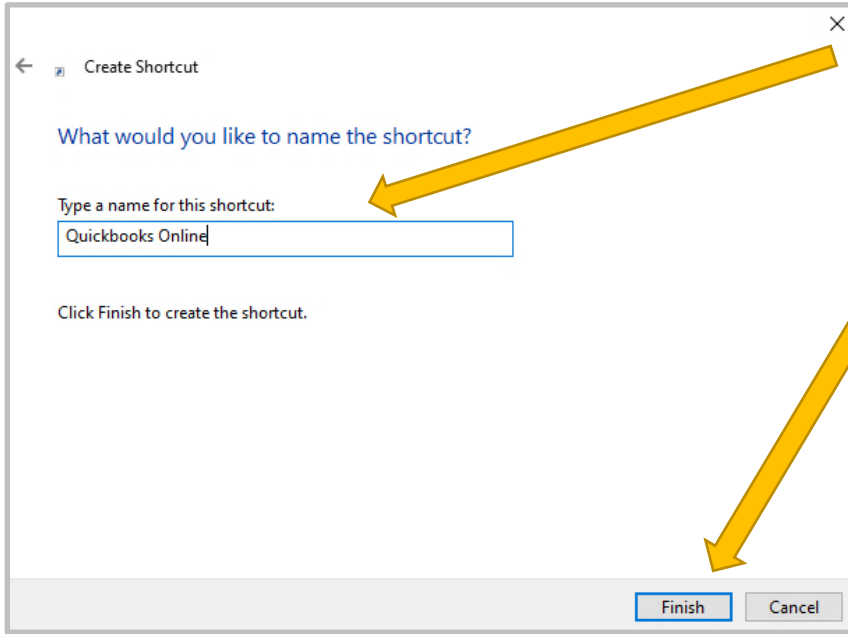 Create Shortcut
What would you like to name the shortcut?
Type a name for this shortcut:
Quickbooks Online
Click Finish to create the shortcut.
Finish Cancel